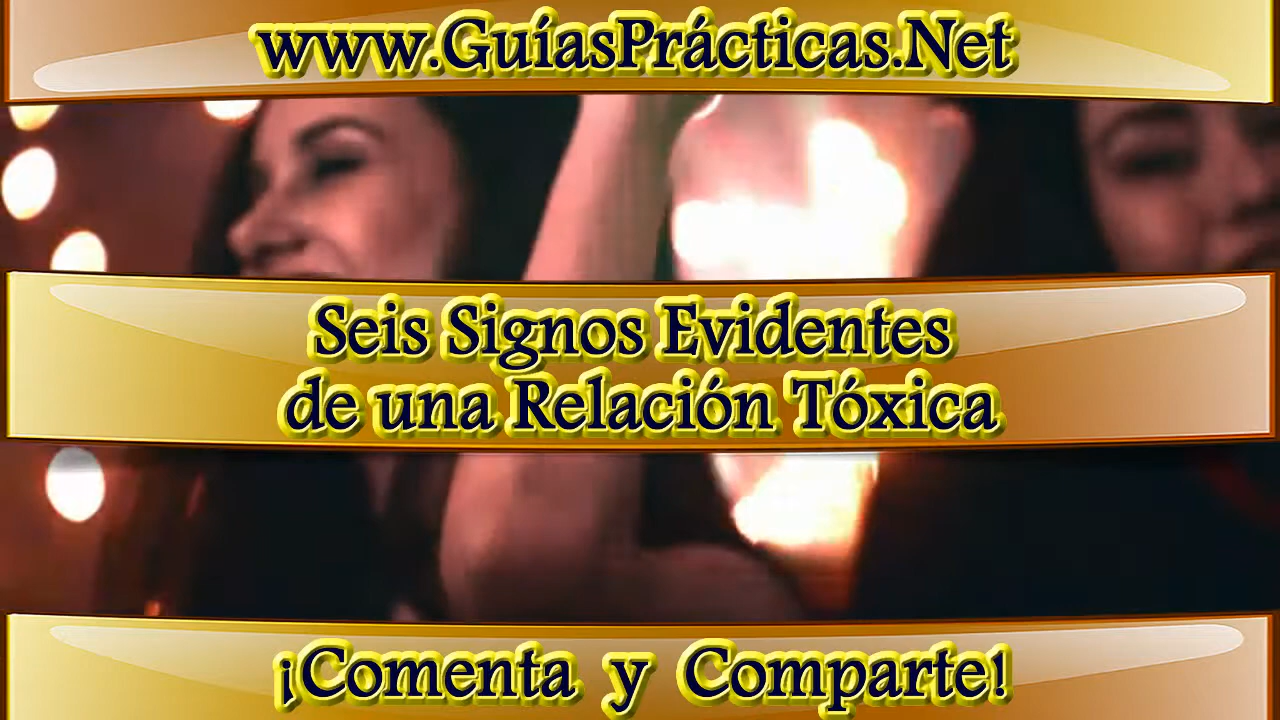 www.GuíasPrácticas.Net
Seis Signos Evidentes
de una Relación Tóxica
¡Comenta y Comparte!